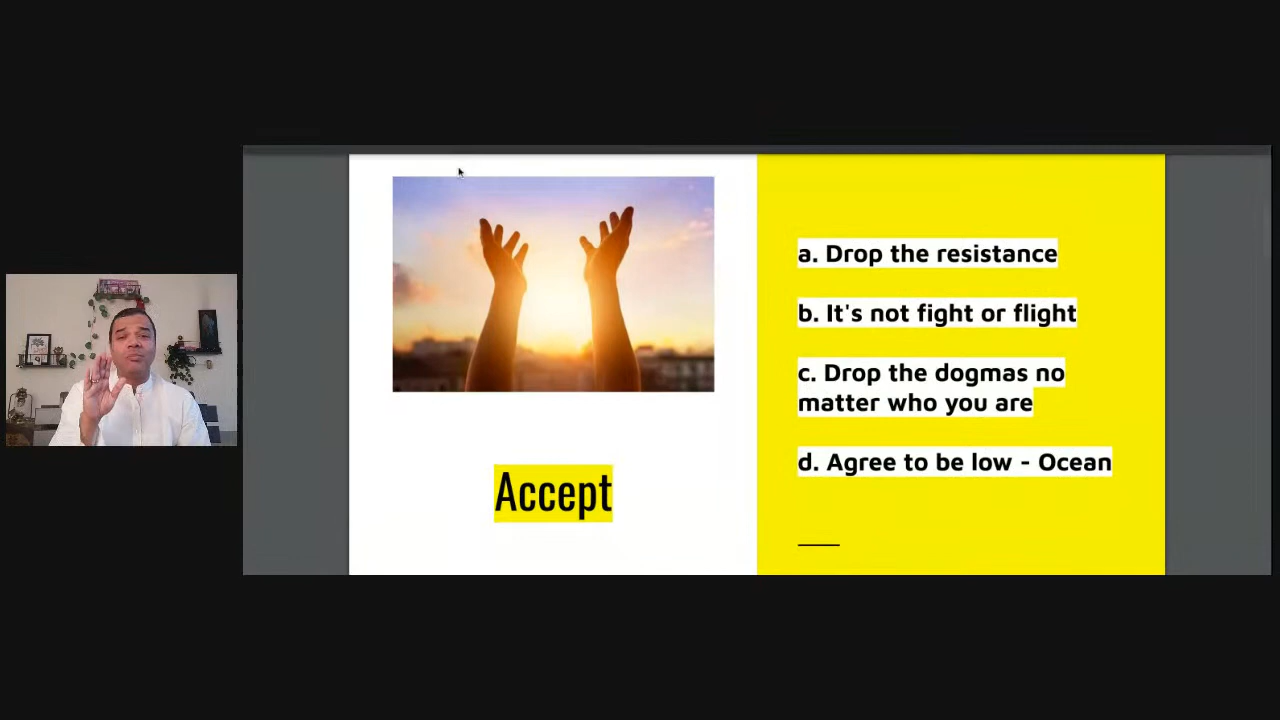 Accept
a. Drop the resistance
b. It's not fight or flight
c. Drop the dogmas no
matter who you are
d. Agree to be low - Ocean